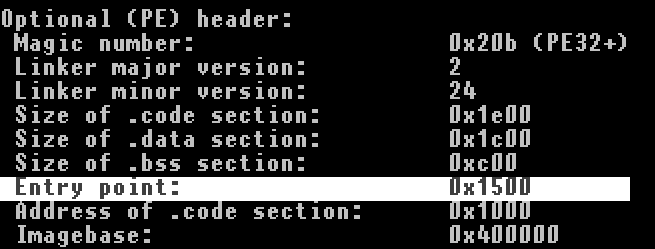 Optional (PE) header:
Magic number: 0x20b (PE32+)
Linker major version: 2
Linker minor version: 24
Size of .code section: 0x1e00
Size of .data section: 0x1c00
Size of .bss section: 0xc00
Entry point: 0x1500
Address of .code section: 0x1000
Imagebase: 0x400000